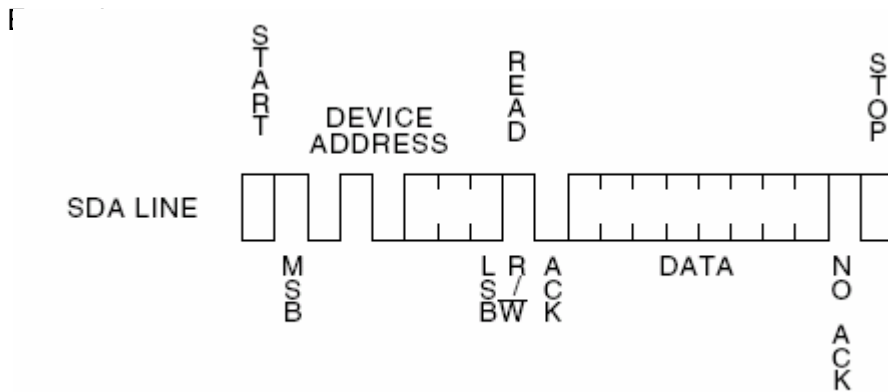 START
READ
STOP
DEVICE
ADDRESS
SDA LINE
MSB
LSB
R/W
ACK
DATA
NO ACK